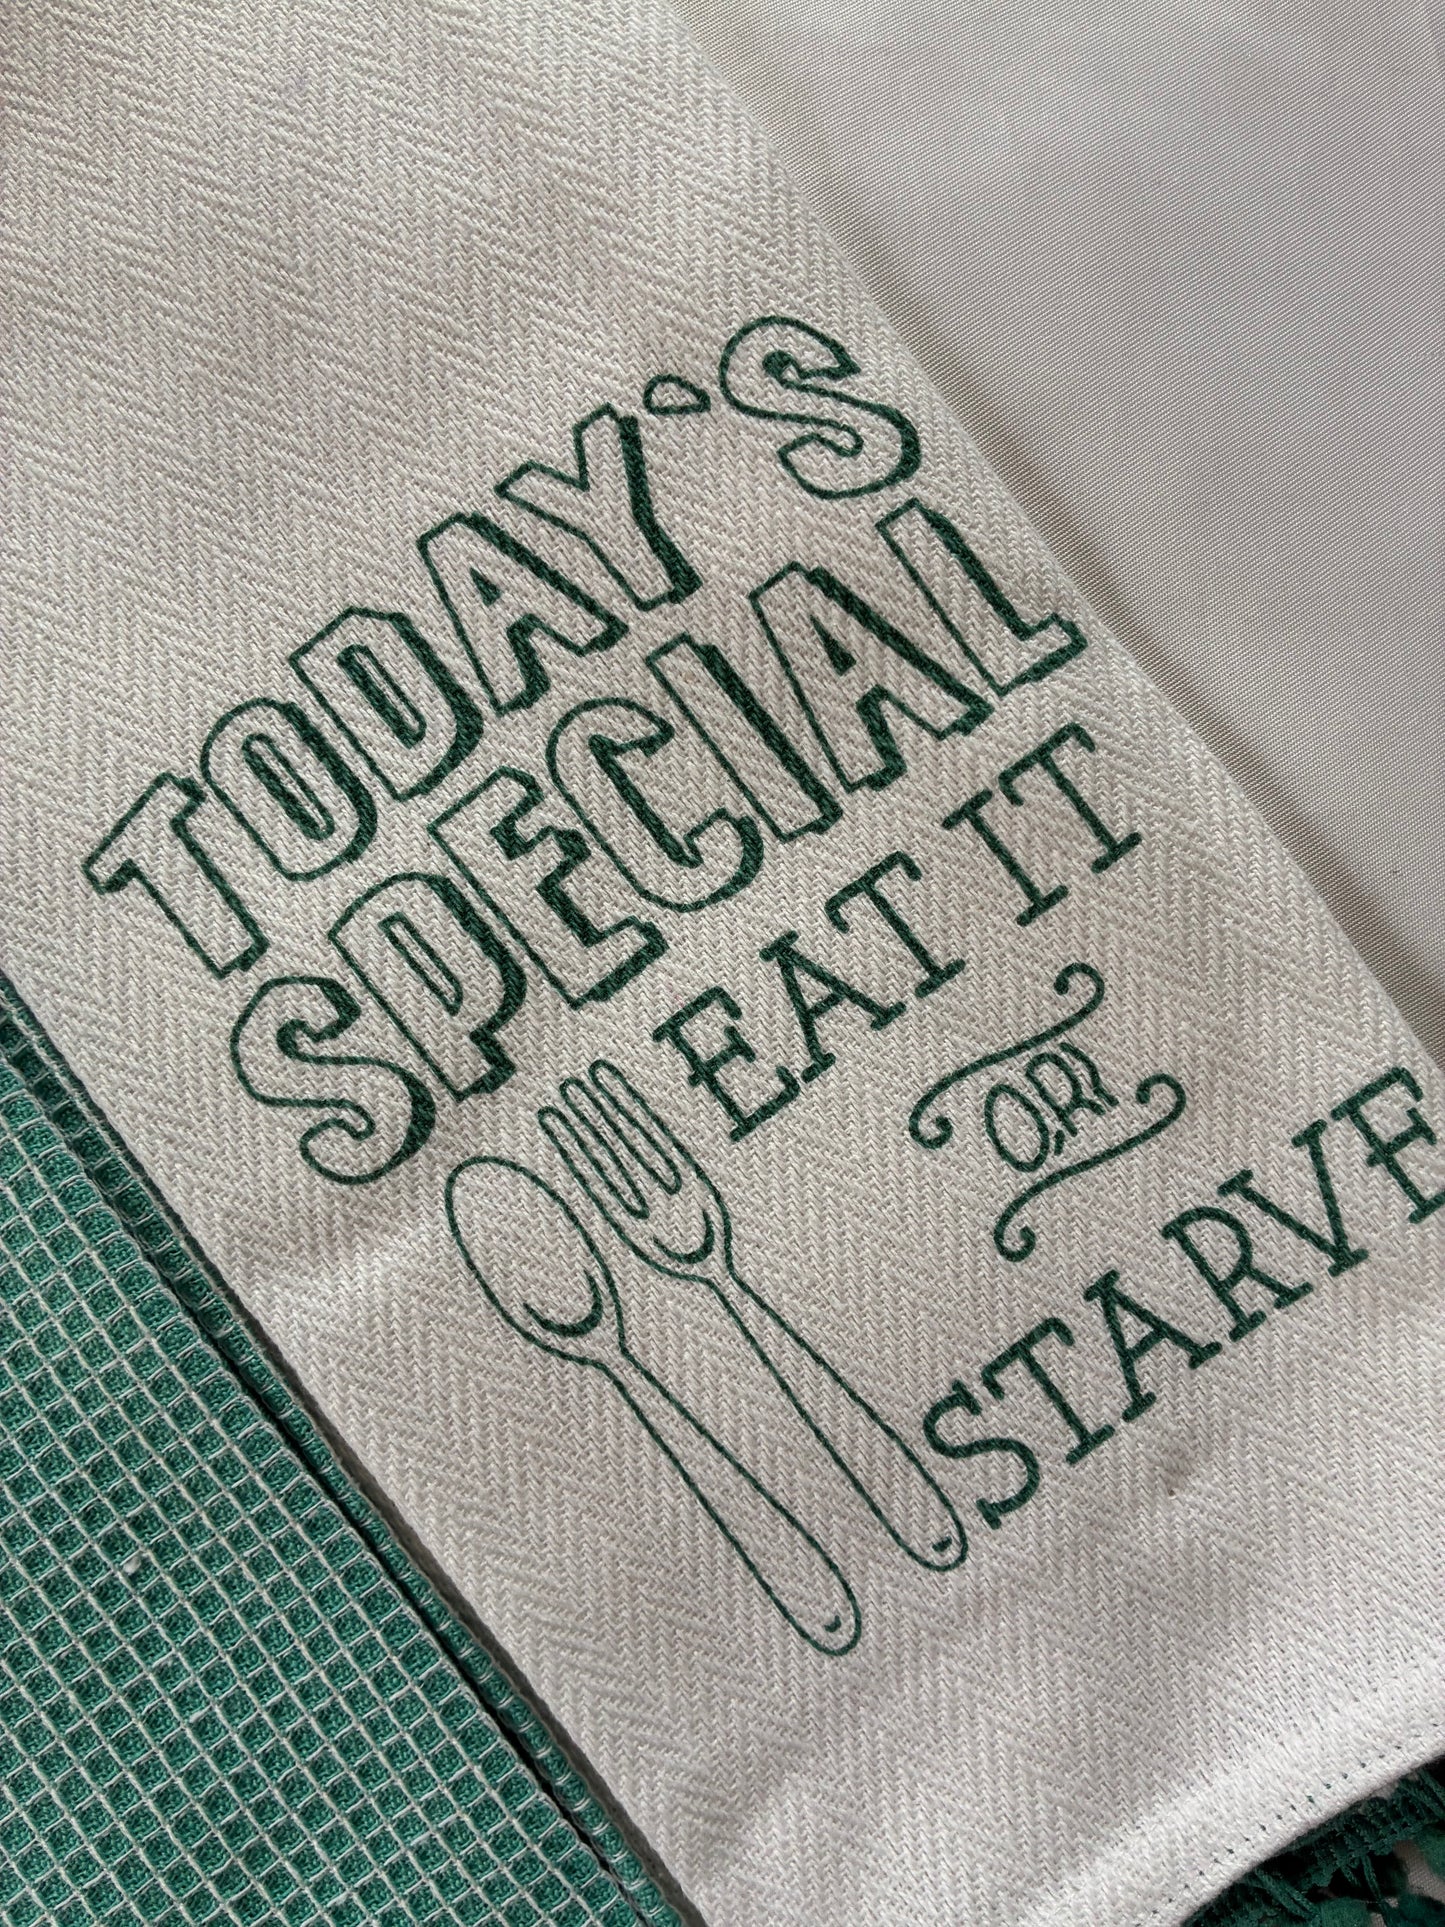 TODAY'S
SPECIAL
EAT IT
OR
STARVE